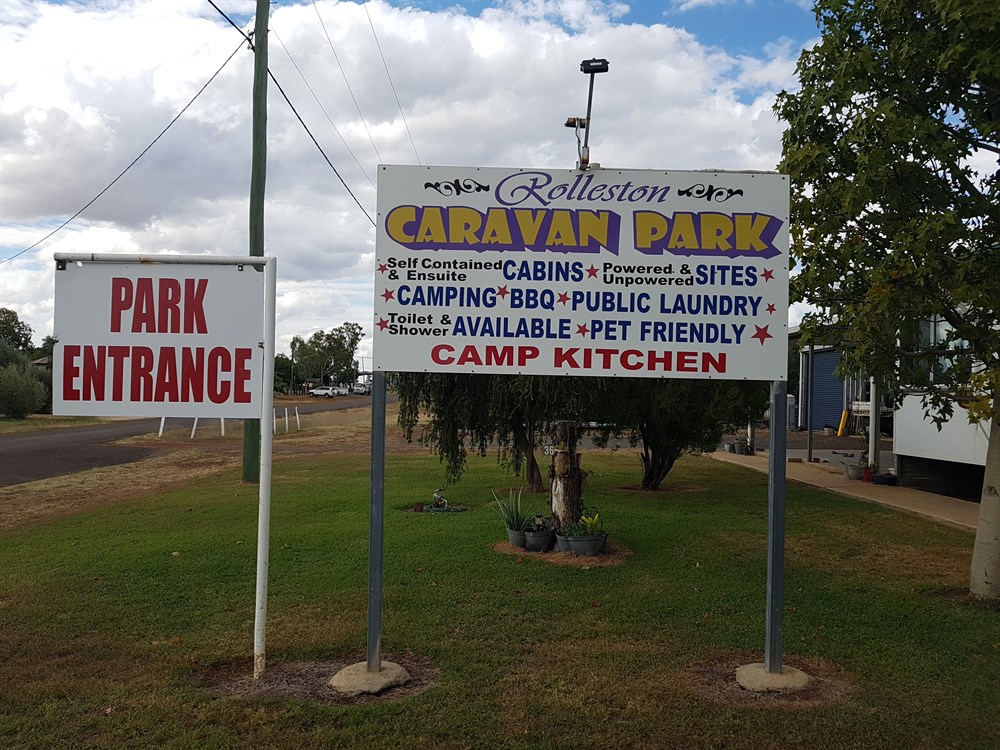 PARK
ENTRANCE
Rolleston
CARAVAN PARK
Self Contained & Ensuite CABINS Powered & Unpowered SITES
CAMPING BBQ PUBLIC LAUNDRY
Toilet & Shower AVAILABLE PET FRIENDLY
CAMP KITCHEN
36